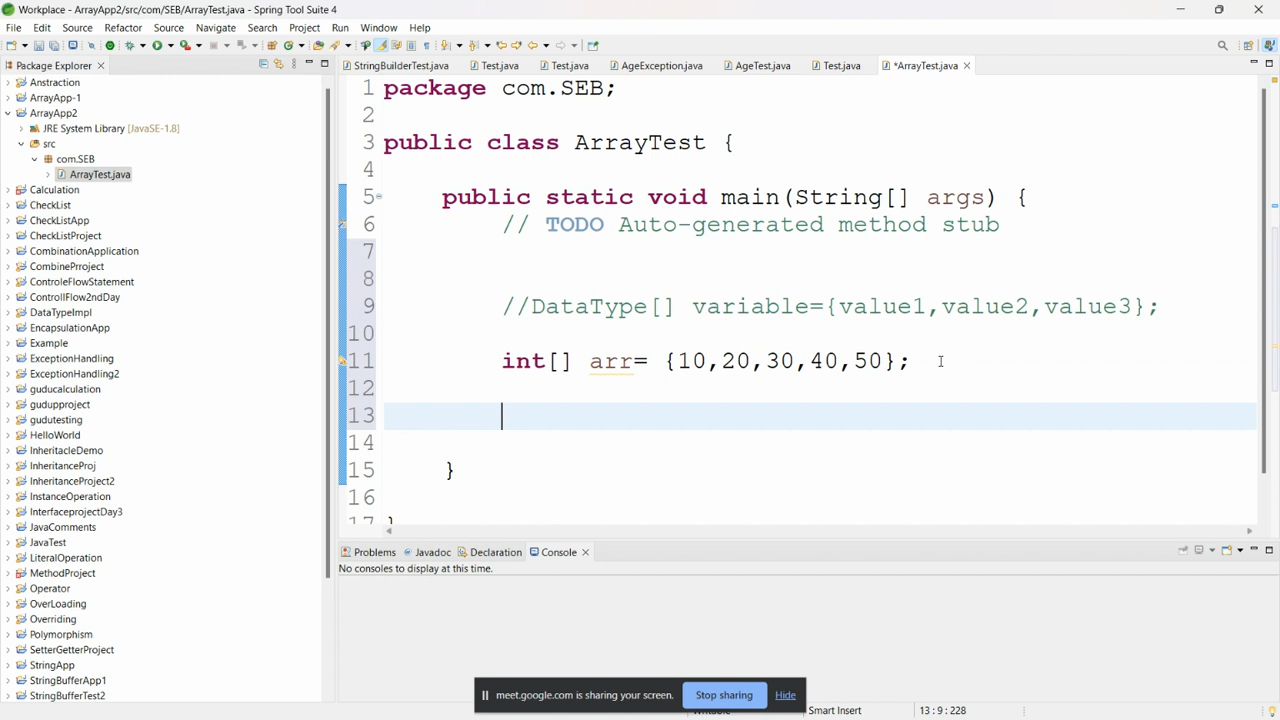 Workplace - ArrayApp2/src/com/SEB/ArrayTest.java - Spring Tool Suite 4
File Edit Source Refactor Source Navigate Search Project Run Window Help
Package Explorer
StringBuilderTest.java Test.java Test.java AgeException.java AgeTest.java Test.java *ArrayTest.java
Anstraction
ArrayApp-1
ArrayApp2
JRE System Library [JavaSE-1.8]
src
com.SEB
ArrayTest.java
Calculation
CheckList
CheckListApp
CheckListProject
CombinationApplication
CombinePrroject
ControleFlowStatement
ControllFlow2ndDay
DataTypeImpl
EncapsulationApp
Example
ExceptionHandling
ExceptionHandling2
guducalculation
gudupproject
gudutesting
HelloWorld
InheritacleDemo
InheritanceProj
InheritanceProject2
InstanceOperation
InterfaceprojectDay3
JavaComments
JavaTest
LiteralOperation
MethodProject
Operator
OverLoading
Overriding
Polymorphism
SetterGetterProject
StringApp
StringBufferApp1
StringBufferTest2
1 package com.SEB;
2
3 public class ArrayTest {
4
5 public static void main(String[] args) {
6 // TODO Auto-generated method stub
7
8
9 //DataType[] variable={value1,value2,value3};
10
11 int[] arr= {10,20,30,40,50};
12
13
14
15 }
16
17 }
Problems Javadoc Declaration Console
No consoles to display at this time.
meet.google.com is sharing your screen. Stop sharing Hide
Writable Smart Insert 13 : 9 : 228